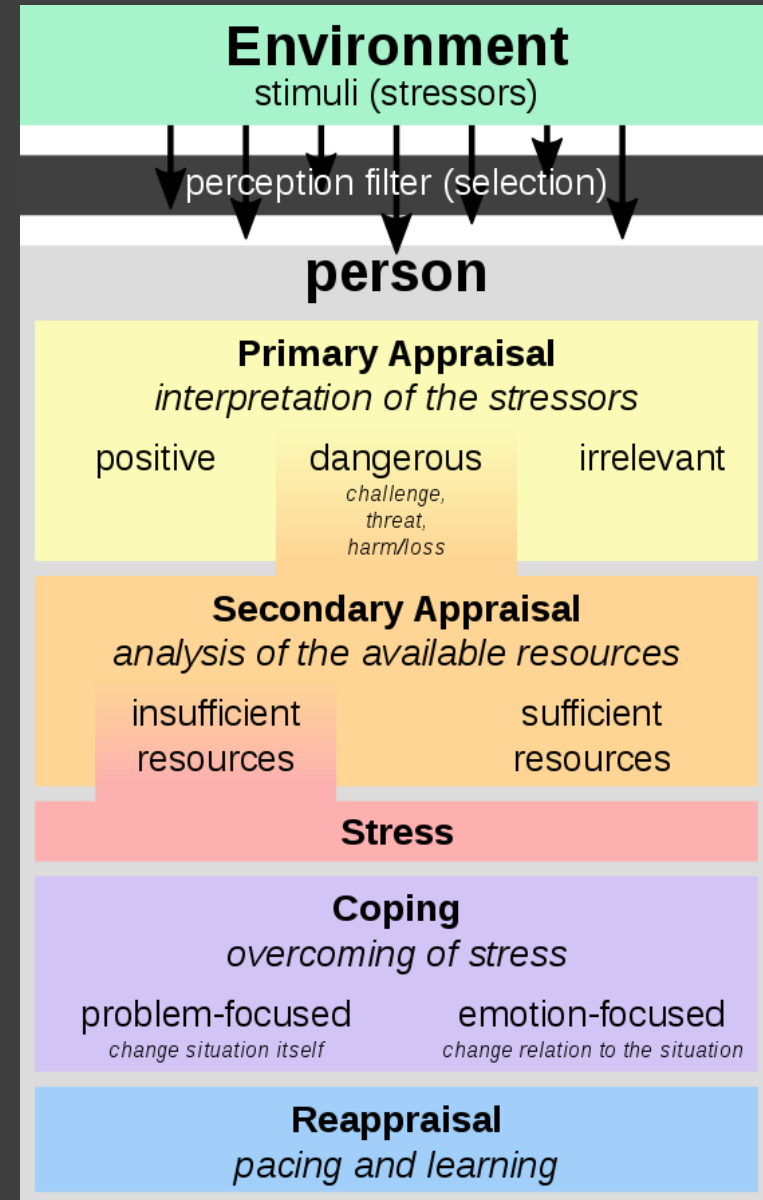 Environment
stimuli (stressors)
perception filter (selection)
person
Primary Appraisal
interpretation of the stressors
positive dangerous irrelevant
challenge,
threat,
harm/loss
Secondary Appraisal
analysis of the available resources
insufficient sufficient
resources resources
Stress
Coping
overcoming of stress
problem-focused emotion-focused
change situation itself change relation to the situation
Reappraisal
pacing and learning